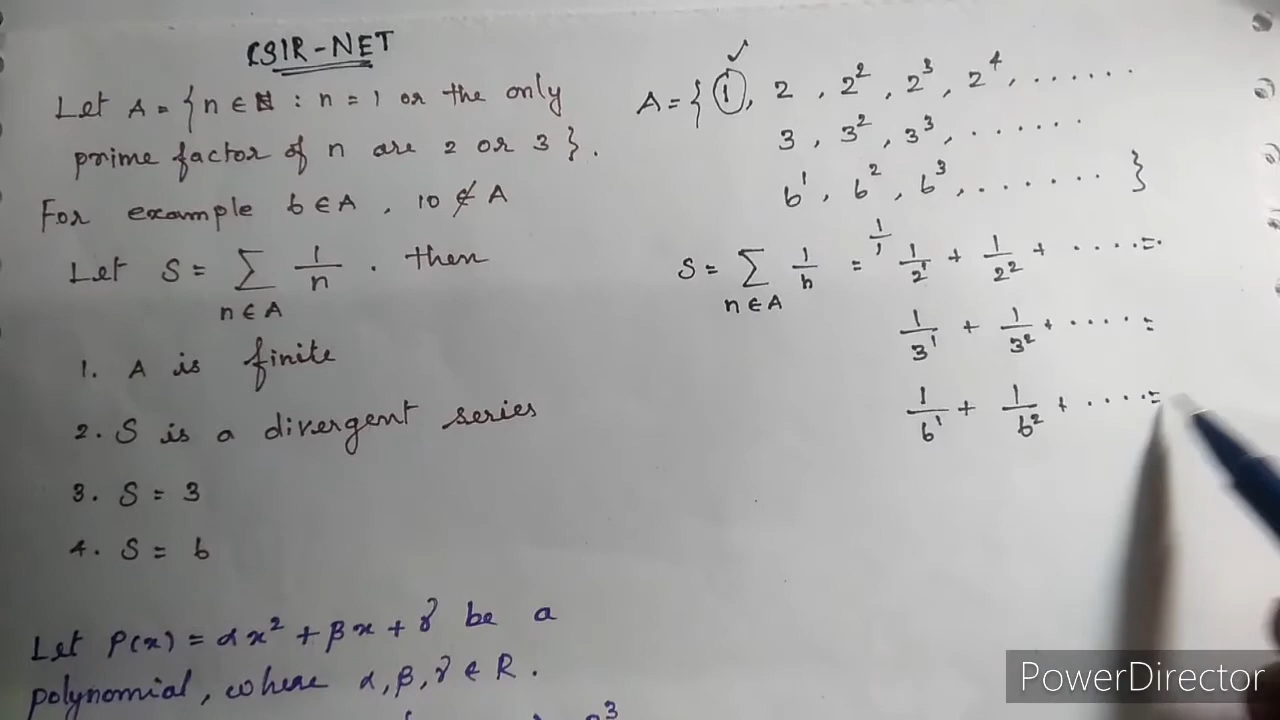 CSIR-NET
Let A = {n ∈ ℕ : n = 1 or the only
prime factor of n are 2 or 3}.
For example 6 ∈ A , 10 ∉ A
Let S = ∑ 1/n . then
n ∈ A
1. A is finite
2. S is a divergent series
3. S = 3
4. S = 6
Let P(x) = αx² + βx + γ be a
polynomial, where α, β, γ ∈ R.
A = { 1, 2 , 2² , 2³ , 2⁴ , ......
3 , 3² , 3³ , ......
6¹ , 6² , 6³ , ....... }
S = ∑ 1/n = 1/1 1/2¹ + 1/2² + ..... =
n ∈ A
1/3¹ + 1/3² + ..... =
1/6¹ + 1/6² + ..... =
PowerDirector